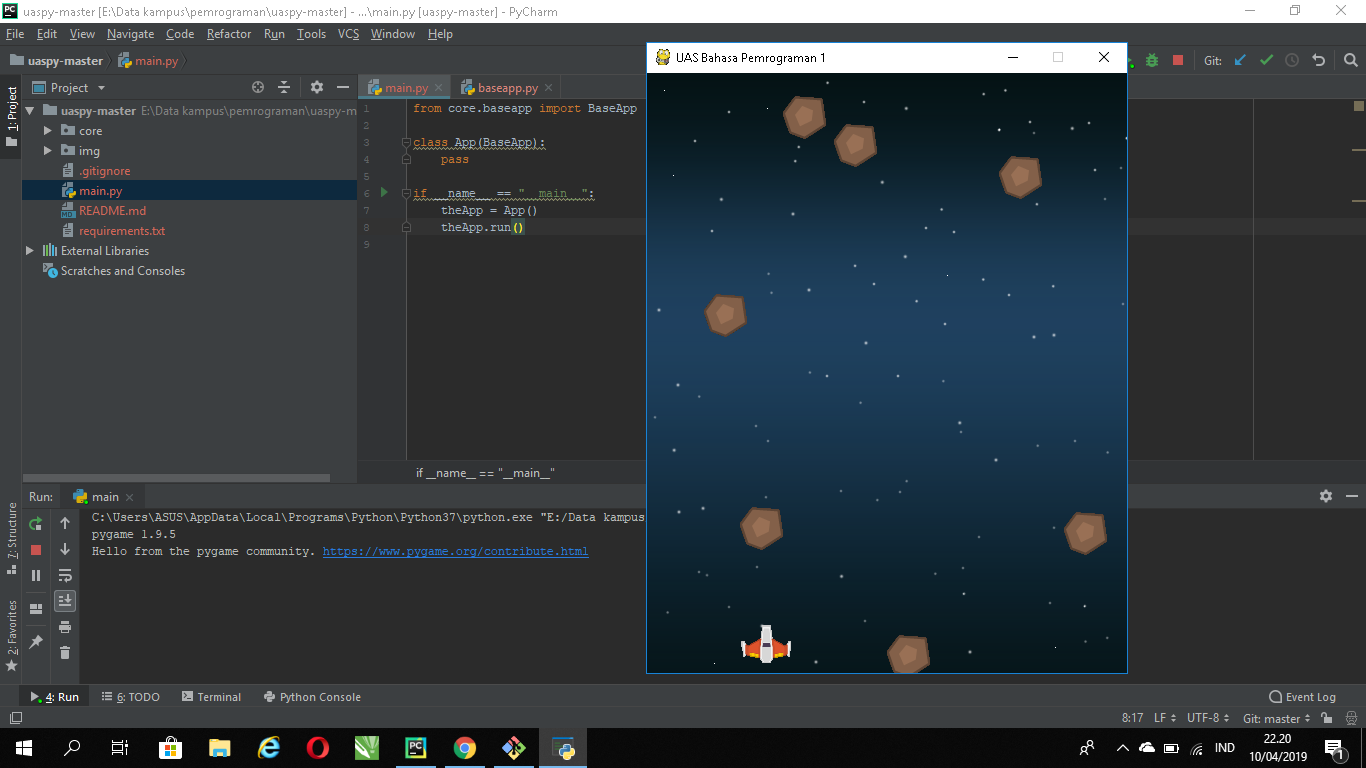 uaspy-master [E:\Data kampus\pemrograman\uaspy-master] - ...\main.py [uaspy-master] - PyCharm
File Edit View Navigate Code Refactor Run Tools VCS Window Help
uaspy-master main.py
Git:
UAS Bahasa Pemrograman 1
1: Project
Project
main.py
baseapp.py
uaspy-master E:\Data kampus\pemrograman\uaspy-m
core
img
.gitignore
main.py
README.md
requirements.txt
External Libraries
Scratches and Consoles
1 from core.baseapp import BaseApp
2
3 class App(BaseApp):
4 pass
5
6 if __name__ == "__main__":
7 theApp = App()
8 theApp.run()
9
if __name__ == "__main__"
Run: main
C:\Users\ASUS\AppData\Local\Programs\Python\Python37\python.exe "E:/Data kampus
pygame 1.9.5
Hello from the pygame community. https://www.pygame.org/contribute.html
7: Structure
2: Favorites
4: Run 6: TODO Terminal Python Console Event Log
8:17 LF UTF-8 Git: master
IND
22.20
10/04/2019
1